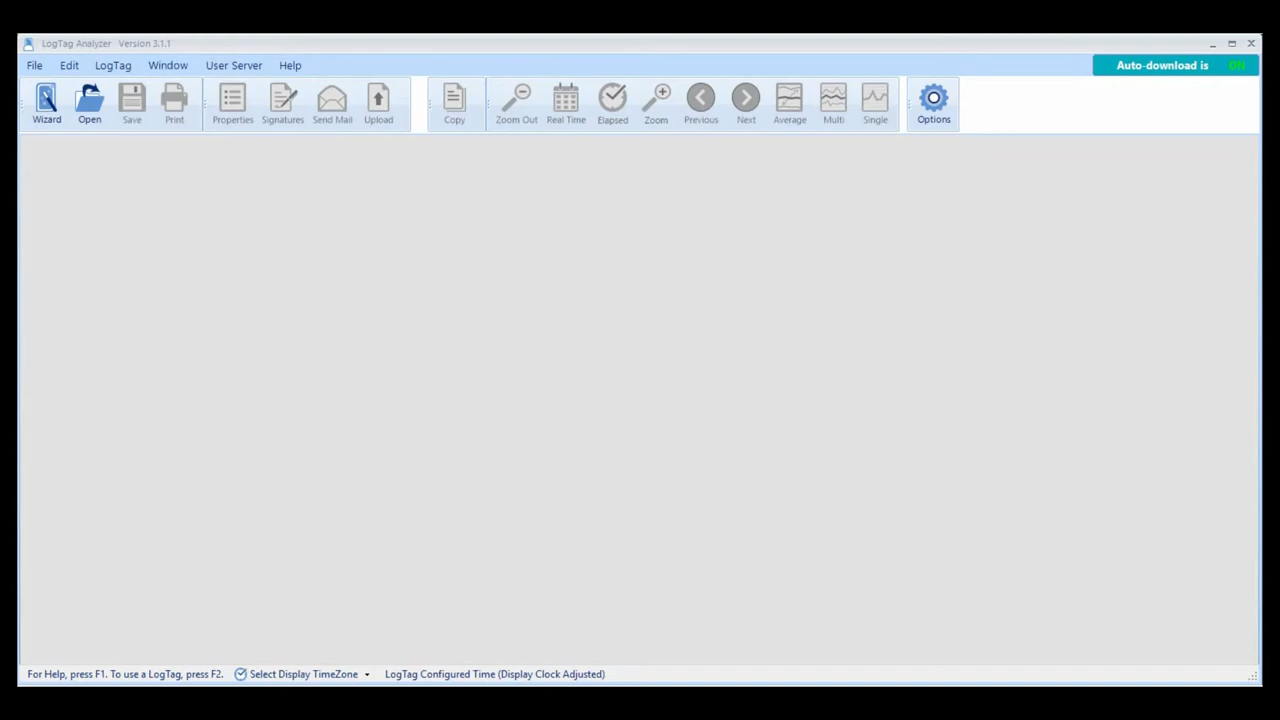 LogTag Analyzer Version 3.1.1
File Edit LogTag Window User Server Help
Auto-download is ON
Wizard Open Save Print Properties Signatures Send Mail Upload Copy Zoom Out Real Time Elapsed Zoom Previous Next Average Multi Single Options
For Help, press F1. To use a LogTag, press F2. Select Display TimeZone LogTag Configured Time (Display Clock Adjusted)